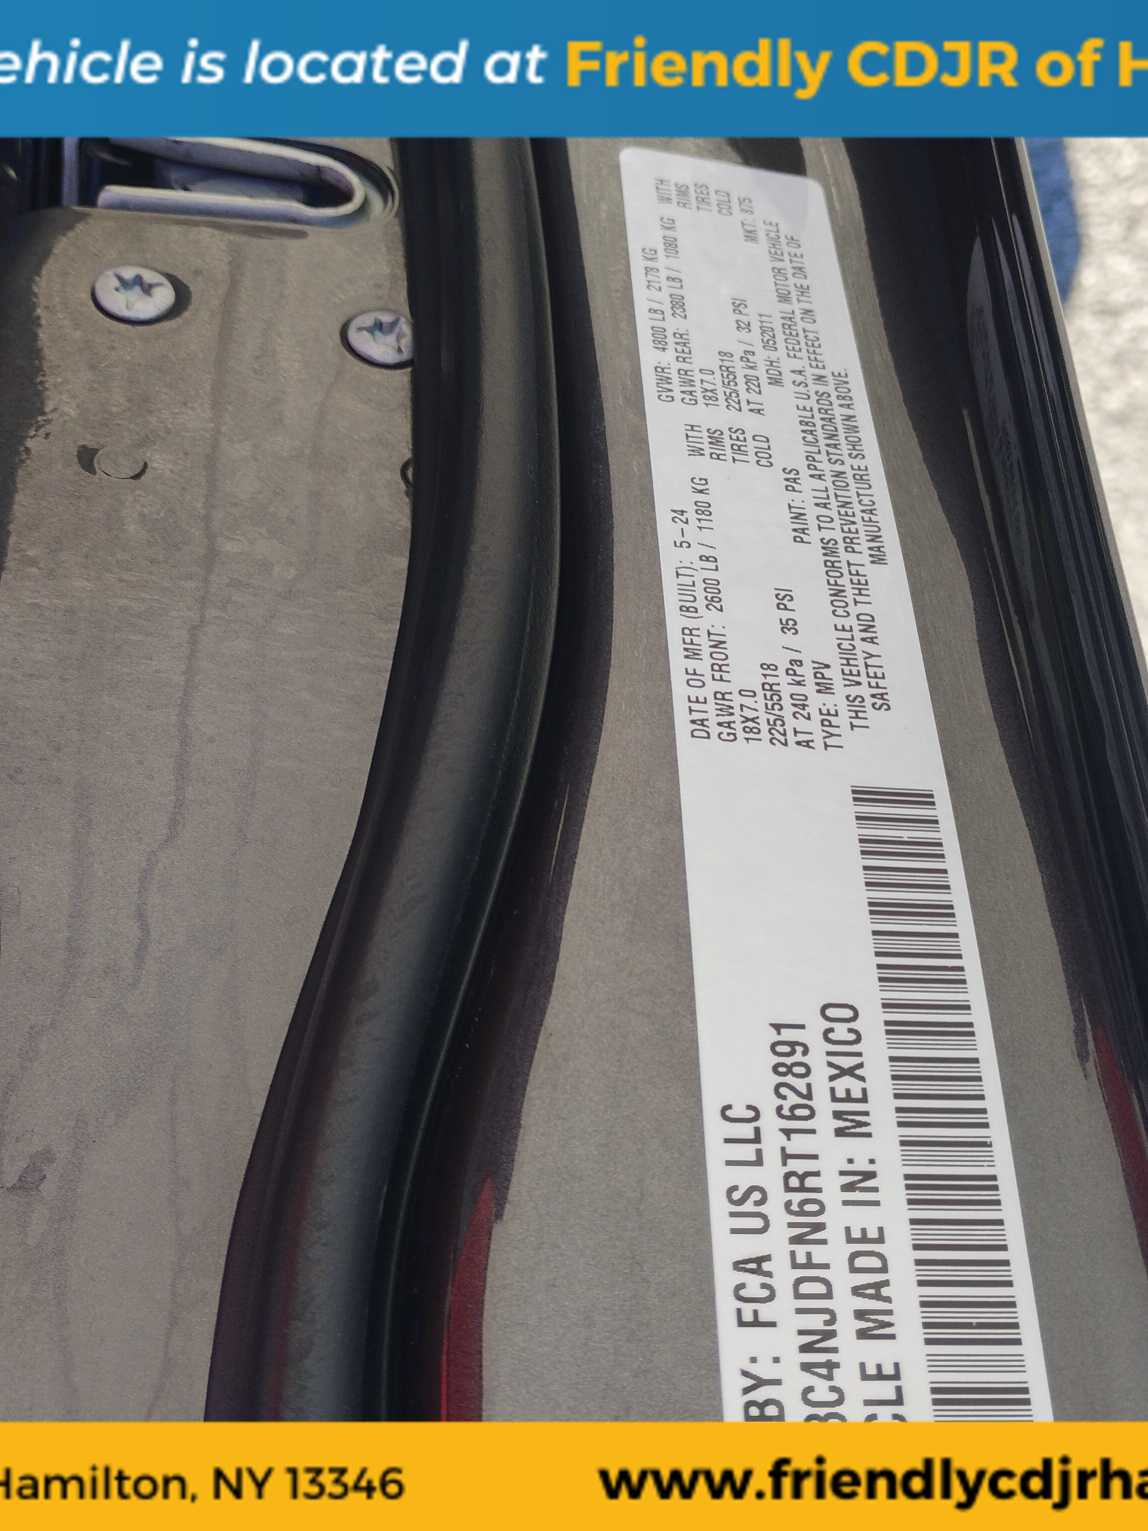 ehicle is located at Friendly CDJR of H
DATE OF MFR (BUILT): 5-24 GVWR: 4800 LB / 2178 KG
GAWR FRONT: 2600 LB / 1180 KG WITH GAWR REAR: 2380 LB / 1080 KG WITH
18X7.0 RIMS 18X7.0 RIMS
225/55R18 TIRES 225/55R18 TIRES
AT 240 kPa / 35 PSI COLD AT 220 kPa / 32 PSI COLD
TYPE: MPV PAINT: PAS MDH: 052011 MKT: 875
THIS VEHICLE CONFORMS TO ALL APPLICABLE U.S.A. FEDERAL MOTOR VEHICLE
SAFETY AND THEFT PREVENTION STANDARDS IN EFFECT ON THE DATE OF
MANUFACTURE SHOWN ABOVE.
BY: FCA US LLC
3C4NJDFN6RT162891
CLE MADE IN: MEXICO
Hamilton, NY 13346
www.friendlycdjrha